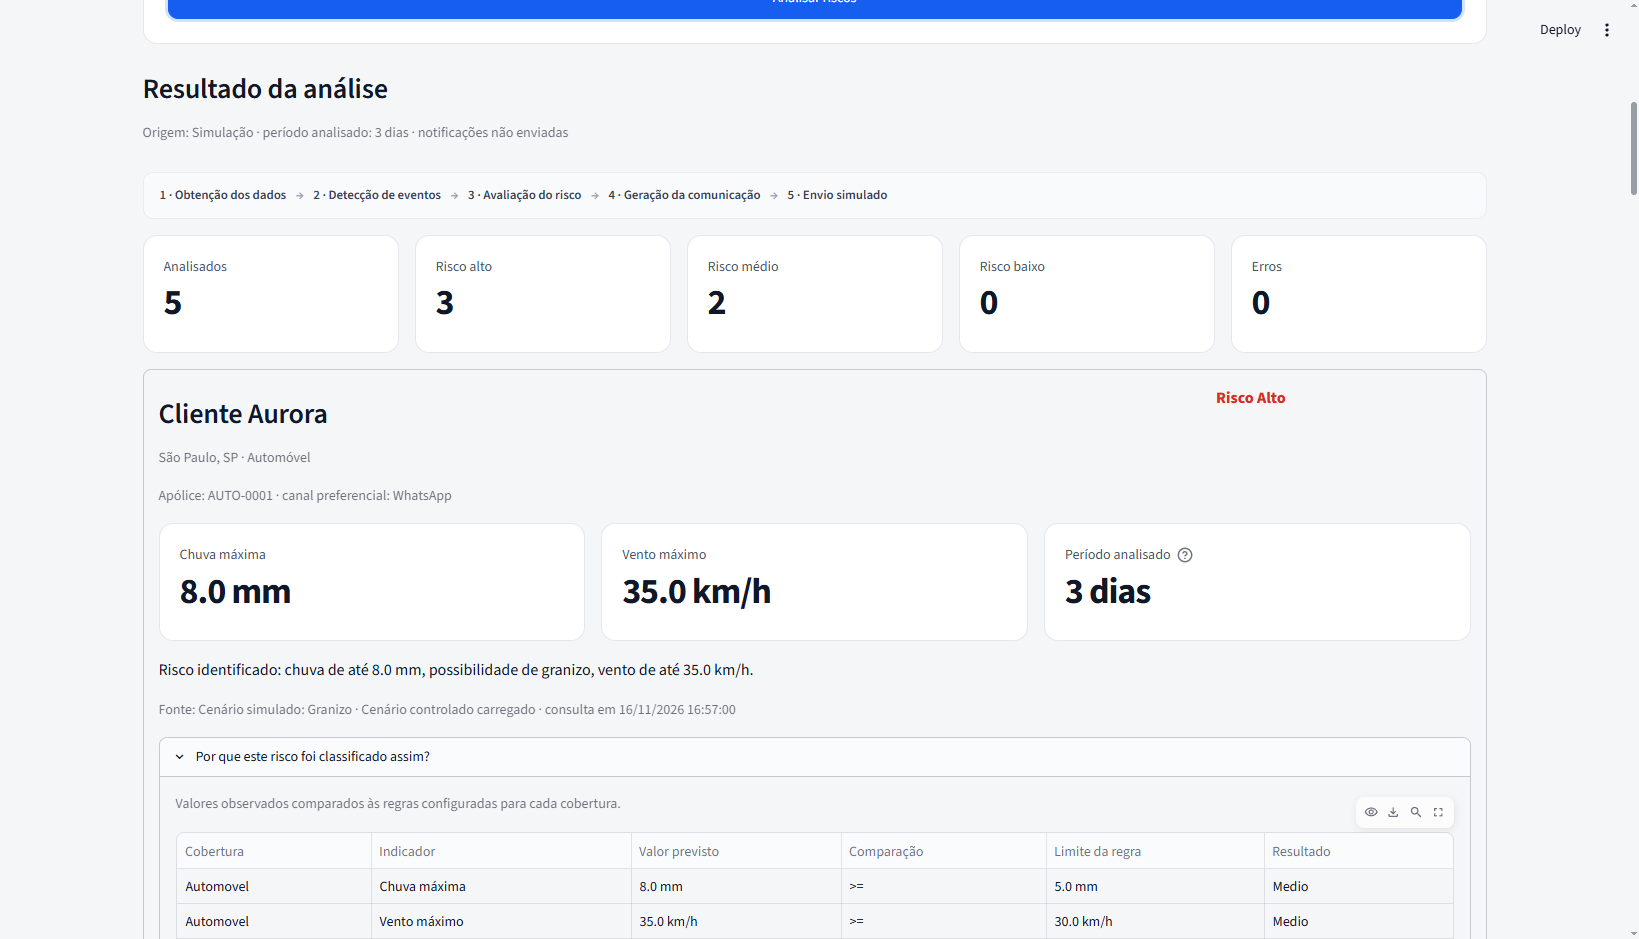 Analisar riscos
Deploy
Resultado da análise
Origem: Simulação · período analisado: 3 dias · notificações não enviadas
1 · Obtenção dos dados → 2 · Detecção de eventos → 3 · Avaliação do risco → 4 · Geração da comunicação → 5 · Envio simulado
Analisados
5
Risco alto
3
Risco médio
2
Risco baixo
0
Erros
0
Cliente Aurora
Risco Alto
São Paulo, SP · Automóvel
Apólice: AUTO-0001 · canal preferencial: WhatsApp
Chuva máxima
8.0 mm
Vento máximo
35.0 km/h
Período analisado
3 dias
Risco identificado: chuva de até 8.0 mm, possibilidade de granizo, vento de até 35.0 km/h.
Fonte: Cenário simulado: Granizo · Cenário controlado carregado · consulta em 16/11/2026 16:57:00
Por que este risco foi classificado assim?
Valores observados comparados às regras configuradas para cada cobertura.
Cobertura Indicador Valor previsto Comparação Limite da regra Resultado
Automovel Chuva máxima 8.0 mm >= 5.0 mm Medio
Automovel Vento máximo 35.0 km/h >= 30.0 km/h Medio